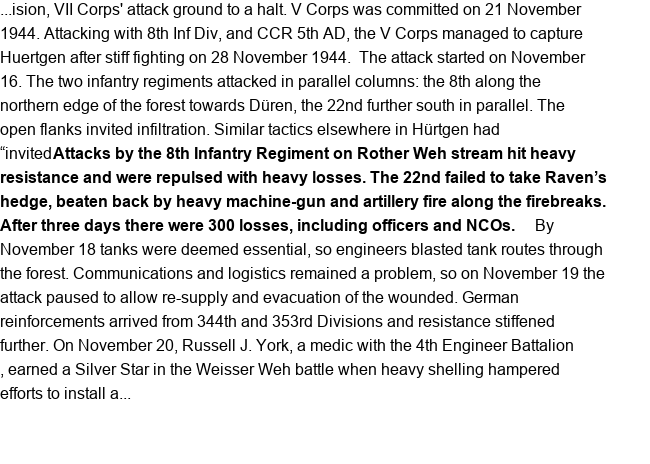 ...ision, VII Corps' attack ground to a halt. V Corps was committed on 21 November
1944. Attacking with 8th Inf Div, and CCR 5th AD, the V Corps managed to capture
Huertgen after stiff fighting on 28 November 1944.  The attack started on November
16. The two infantry regiments attacked in parallel columns: the 8th along the
northern edge of the forest towards Düren, the 22nd further south in parallel. The
open flanks invited infiltration. Similar tactics elsewhere in Hürtgen had
“invitedAttacks by the 8th Infantry Regiment on Rother Weh stream hit heavy
resistance and were repulsed with heavy losses. The 22nd failed to take Raven’s
hedge, beaten back by heavy machine-gun and artillery fire along the firebreaks.
After three days there were 300 losses, including officers and NCOs.    By
November 18 tanks were deemed essential, so engineers blasted tank routes through
the forest. Communications and logistics remained a problem, so on November 19 the
attack paused to allow re-supply and evacuation of the wounded. German
reinforcements arrived from 344th and 353rd Divisions and resistance stiffened
further. On November 20, Russell J. York, a medic with the 4th Engineer Battalion
, earned a Silver Star in the Weisser Weh battle when heavy shelling hampered
efforts to install a...